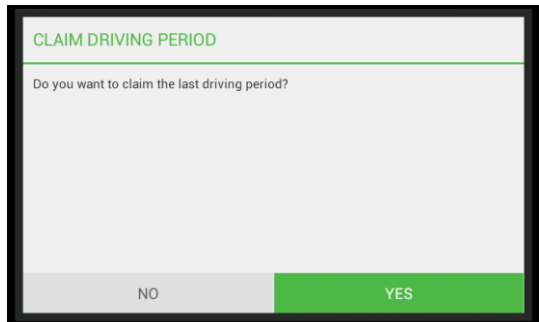 CLAIM DRIVING PERIOD
Do you want to claim the last driving period?
NO
YES